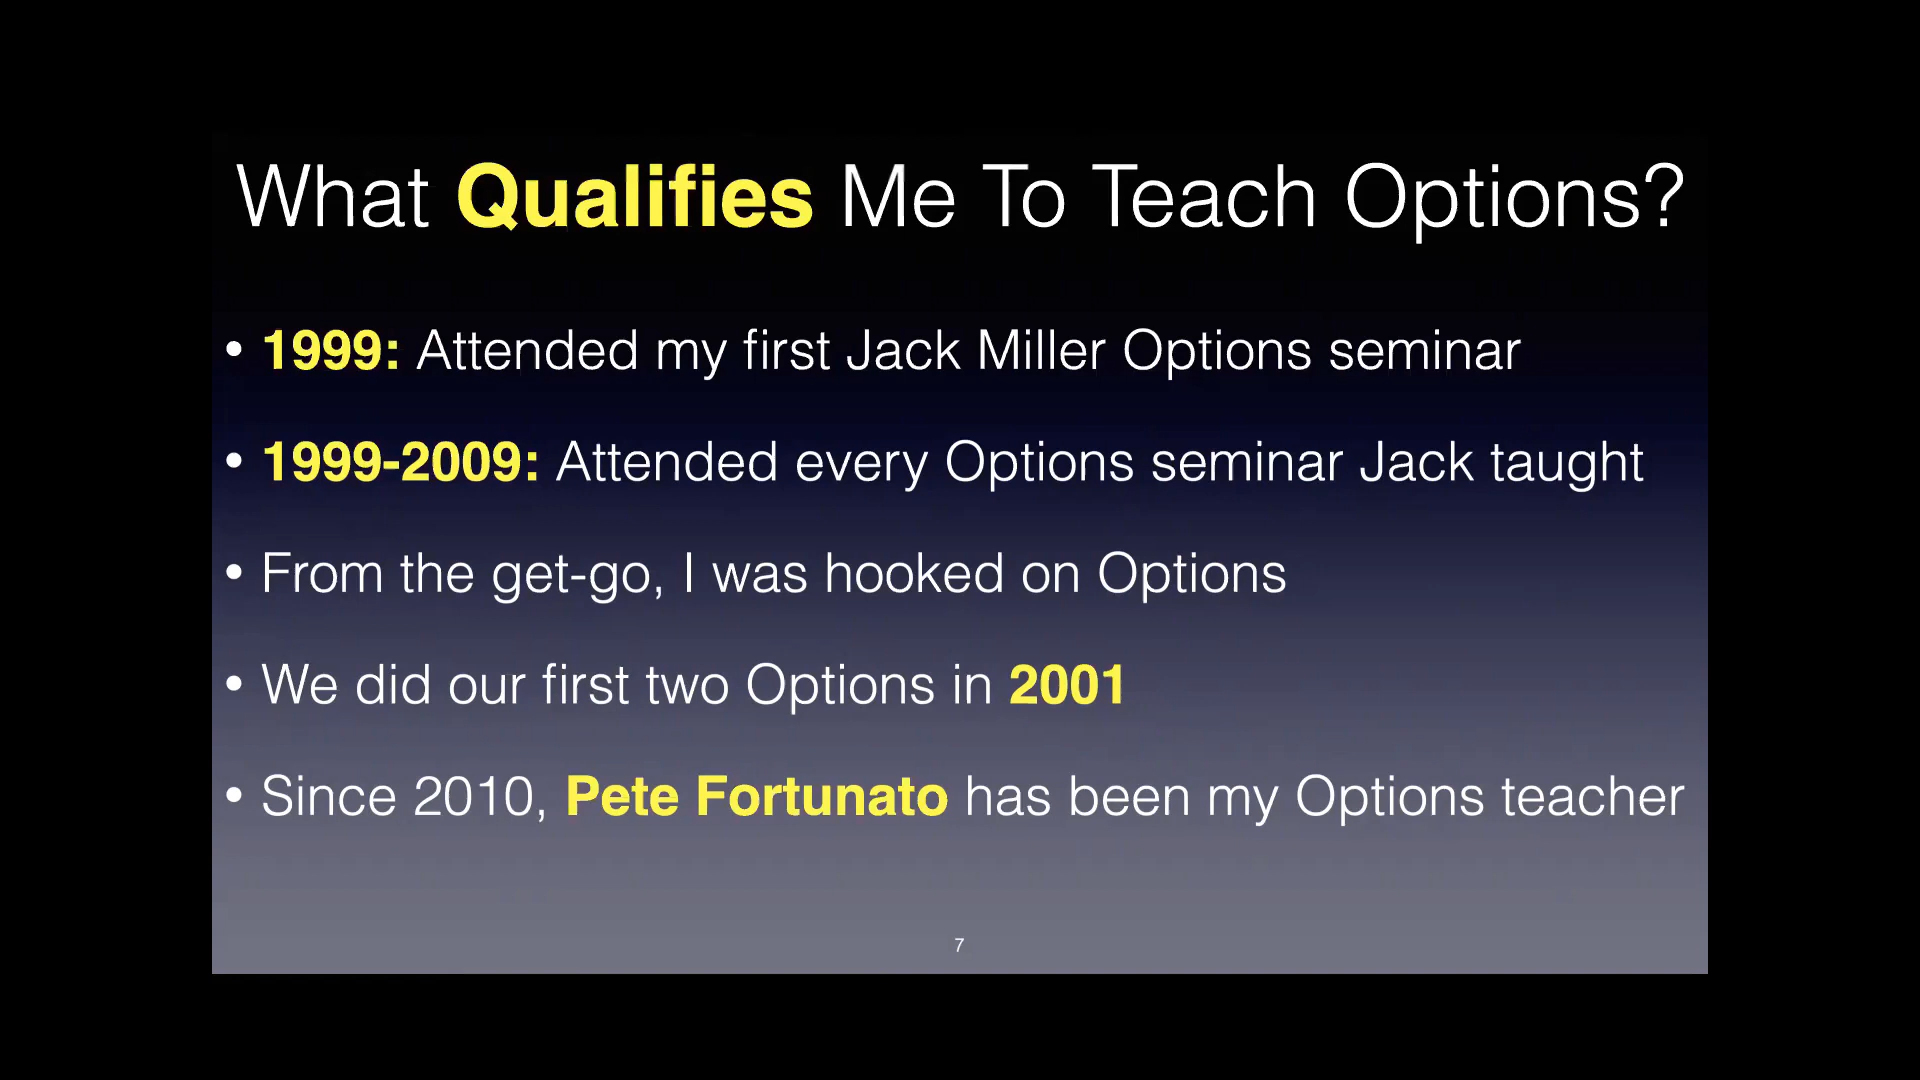 What Qualifies Me To Teach Options?
• 1999: Attended my first Jack Miller Options seminar
• 1999-2009: Attended every Options seminar Jack taught
• From the get-go, I was hooked on Options
• We did our first two Options in 2001
• Since 2010, Pete Fortunato has been my Options teacher
7